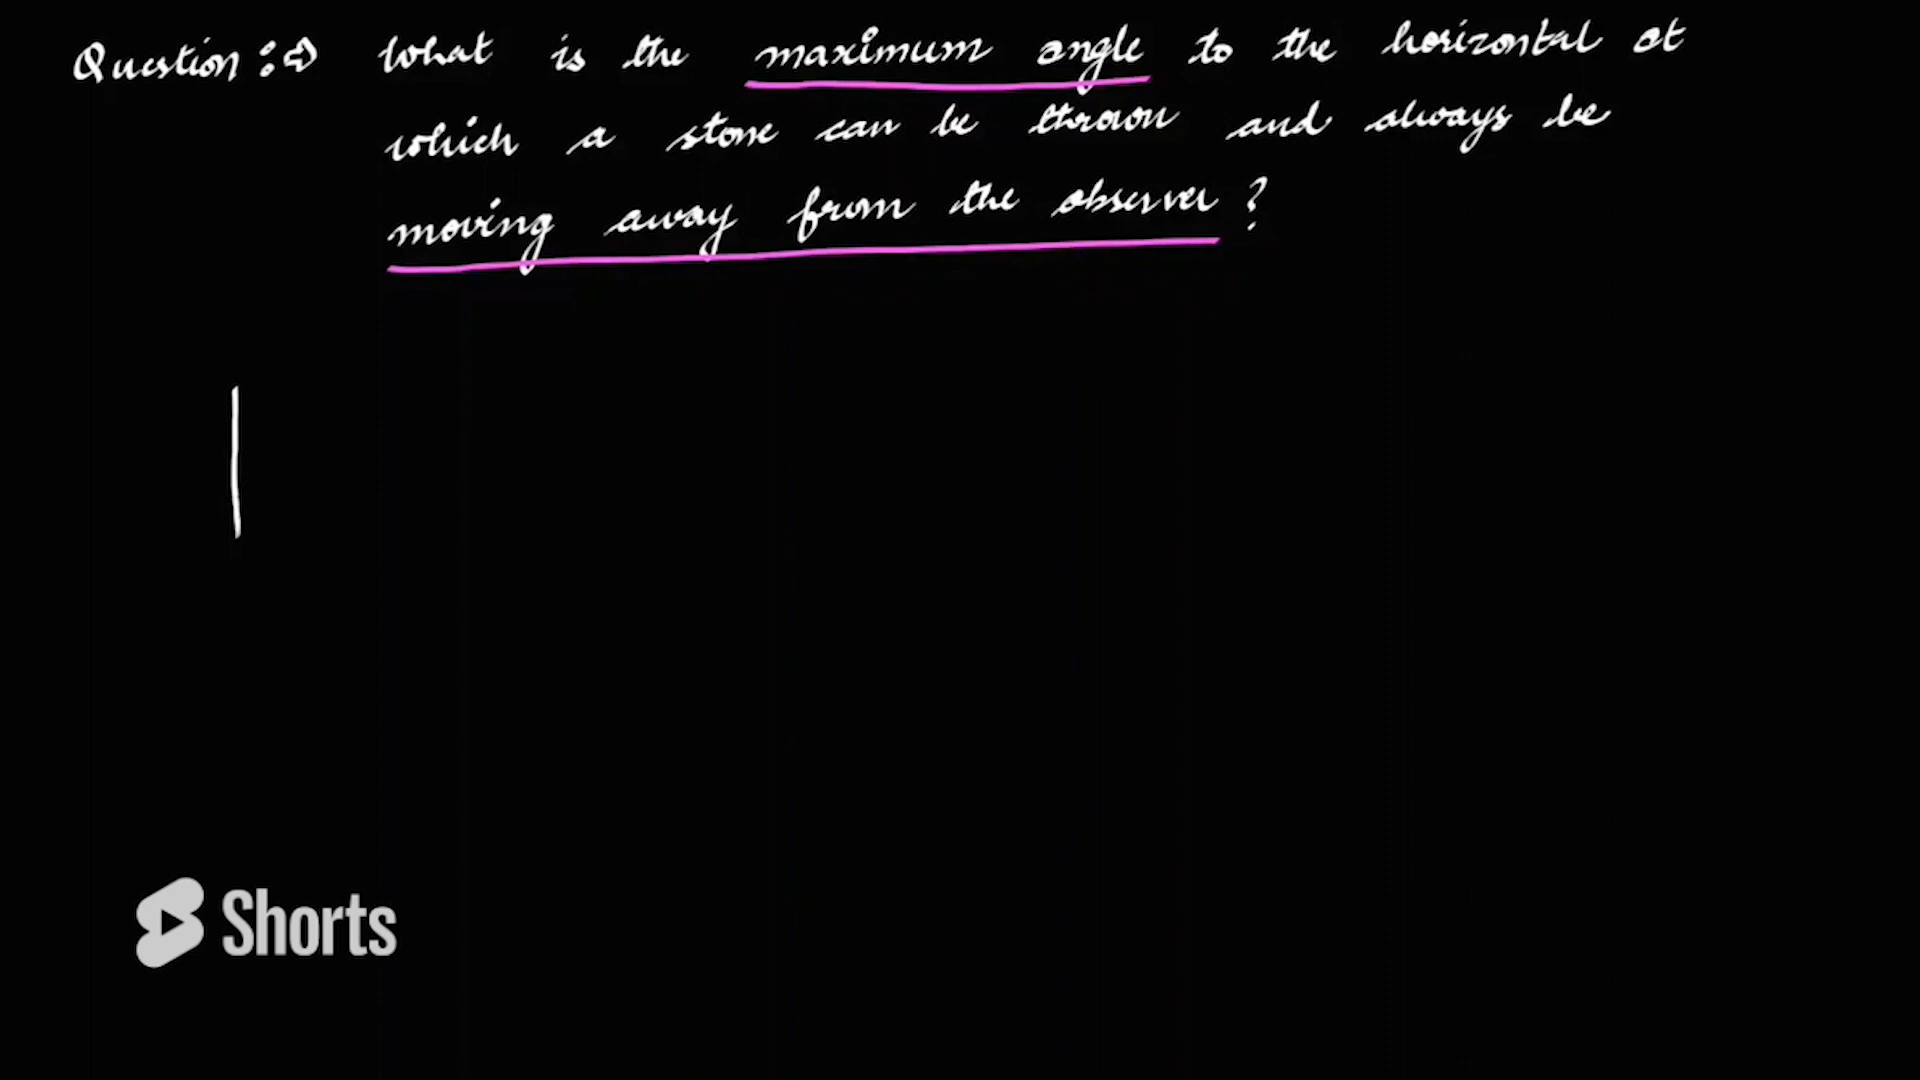 Question :⇨ What is the maximum angle to the horizontal at
which a stone can be thrown and always be
moving away from the observer ?
Shorts